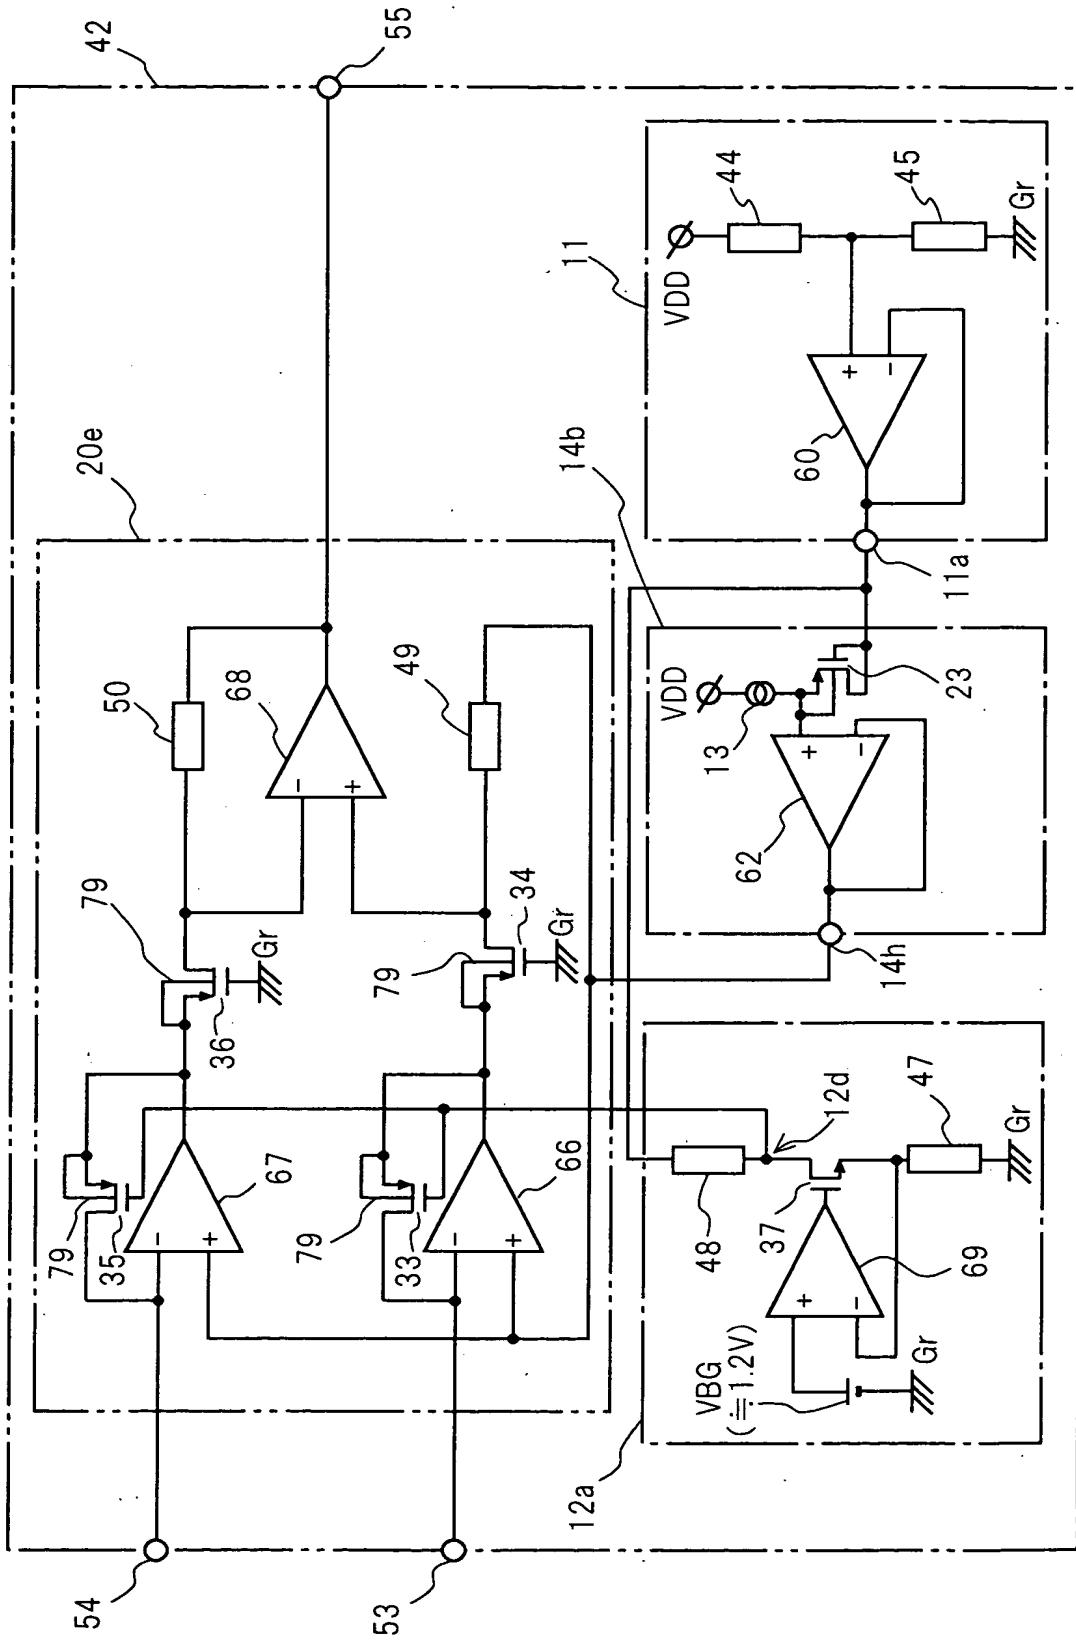 42
55
20e
50
68
49
79
36
Gr
79
34
Gr
-
+
79
35
67
-
+
79
33
66
-
+
54
53
11
VDD
44
45
Gr
60
+
-
11a
14b
VDD
13
23
62
+
-
14h
12a
48
12d
37
47
Gr
69
+
-
VBG
(≒1.2V)
Gr